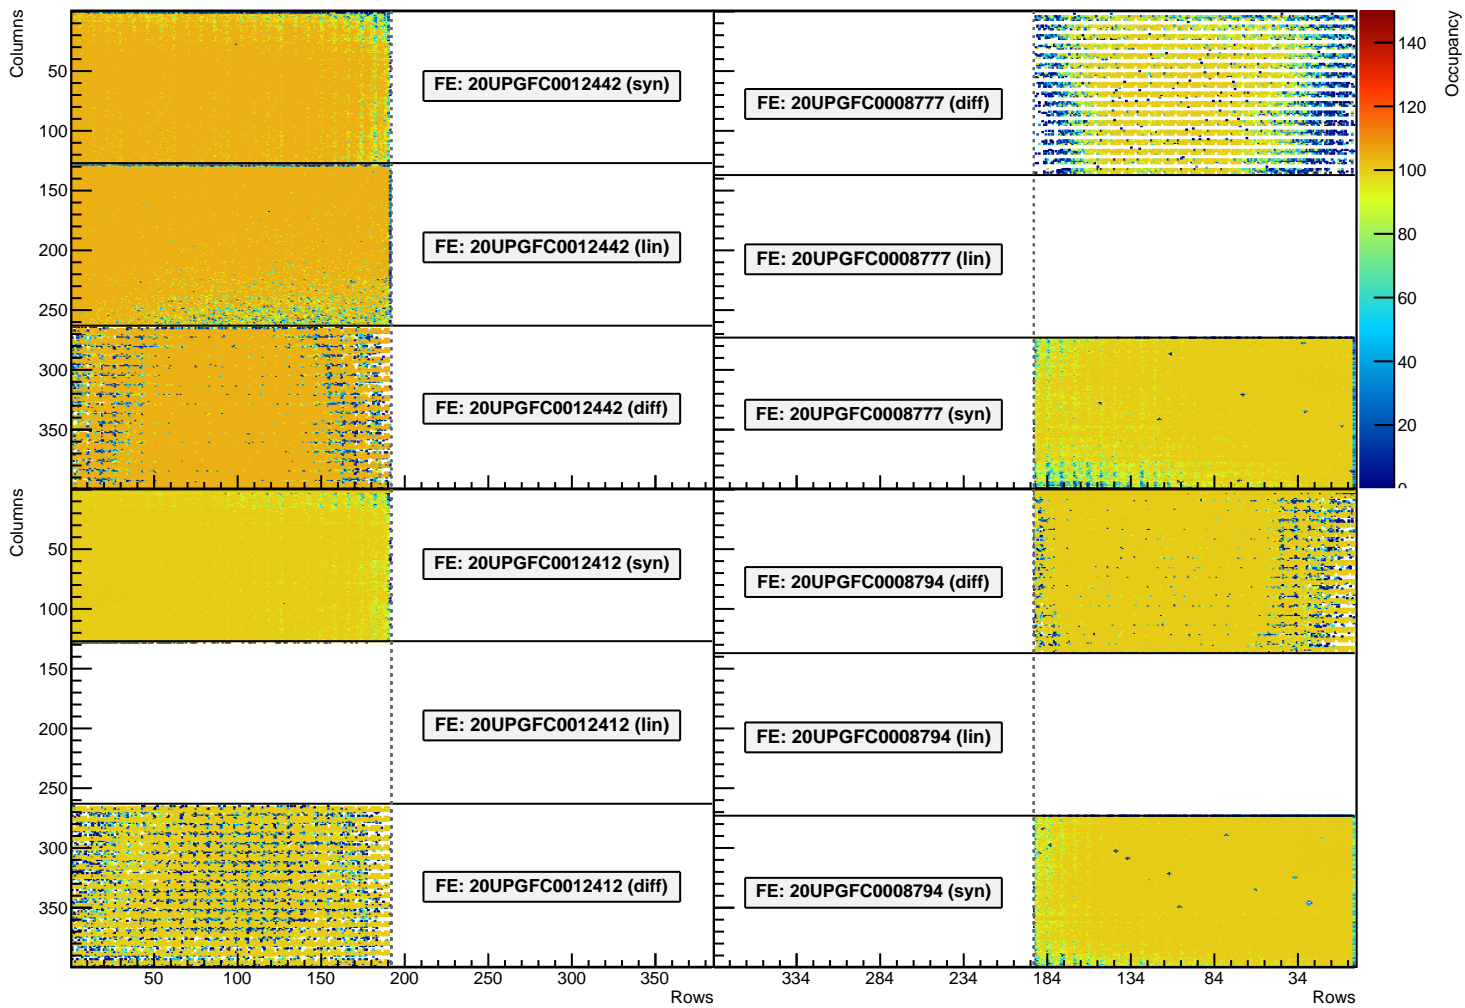 Columns
50
100
150
200
250
300
350
FE: 20UPGFC0012442 (syn)
FE: 20UPGFC0012442 (lin)
FE: 20UPGFC0012442 (diff)
FE: 20UPGFC0008777 (diff)
FE: 20UPGFC0008777 (lin)
FE: 20UPGFC0008777 (syn)
Occupancy
140
120
100
80
60
40
20
0
Columns
50
100
150
200
250
300
350
FE: 20UPGFC0012412 (syn)
FE: 20UPGFC0012412 (lin)
FE: 20UPGFC0012412 (diff)
FE: 20UPGFC0008794 (diff)
FE: 20UPGFC0008794 (lin)
FE: 20UPGFC0008794 (syn)
50 100 150 200 250 300 350
Rows
334 284 234 184 134 84 34
Rows